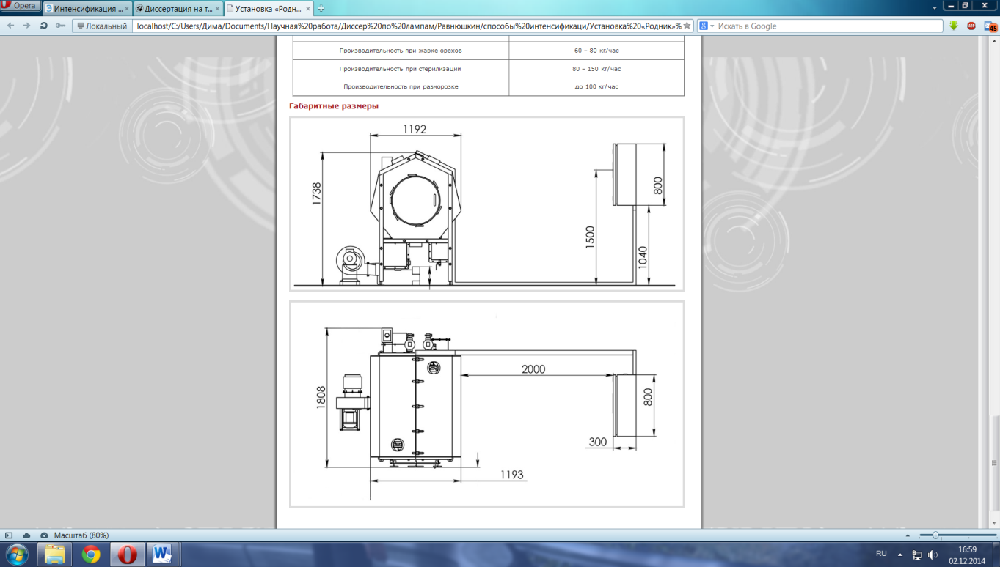 Opera
Интенсификация ...
Диссертация на т...
Установка «Родн...
Локальный
localhost/C:/Users/Дима/Documents/Научная%20работа/Диссер%20по%20лампам/Равнюшкин/способы%20интенсификаци/Установка%20«Родник»%
Искать в Google
ABP
45
Производительность при жарке орехов 60 – 80 кг/час
Производительность при стерилизации 80 – 150 кг/час
Производительность при разморозке до 100 кг/час
Габаритные размеры
1192
1738
800
1500
1040
2000
1808
800
300
1193
Масштаб (80%)
RU
16:59
02.12.2014